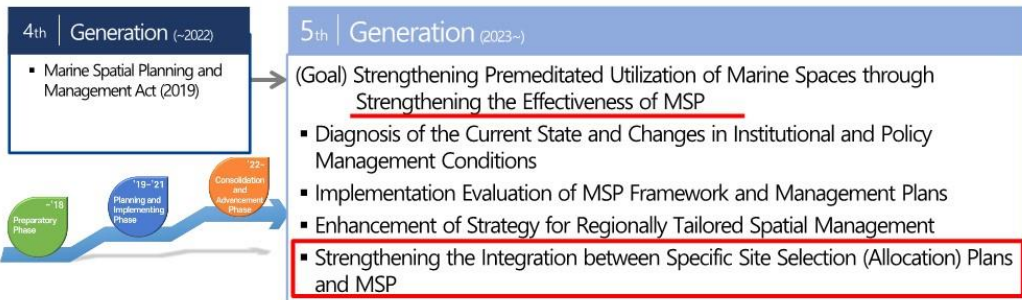 4th | Generation (~2022)
▪ Marine Spatial Planning and
Management Act (2019)
5th | Generation (2023~)
(Goal) Strengthening Premeditated Utilization of Marine Spaces through
Strengthening the Effectiveness of MSP
▪ Diagnosis of the Current State and Changes in Institutional and Policy
Management Conditions
▪ Implementation Evaluation of MSP Framework and Management Plans
▪ Enhancement of Strategy for Regionally Tailored Spatial Management
▪ Strengthening the Integration between Specific Site Selection (Allocation) Plans
and MSP
~'18
Preparatory
Phase
'19~'21
Planning and
Implementing
Phase
'22~
Consolidation
and
Advancement
Phase